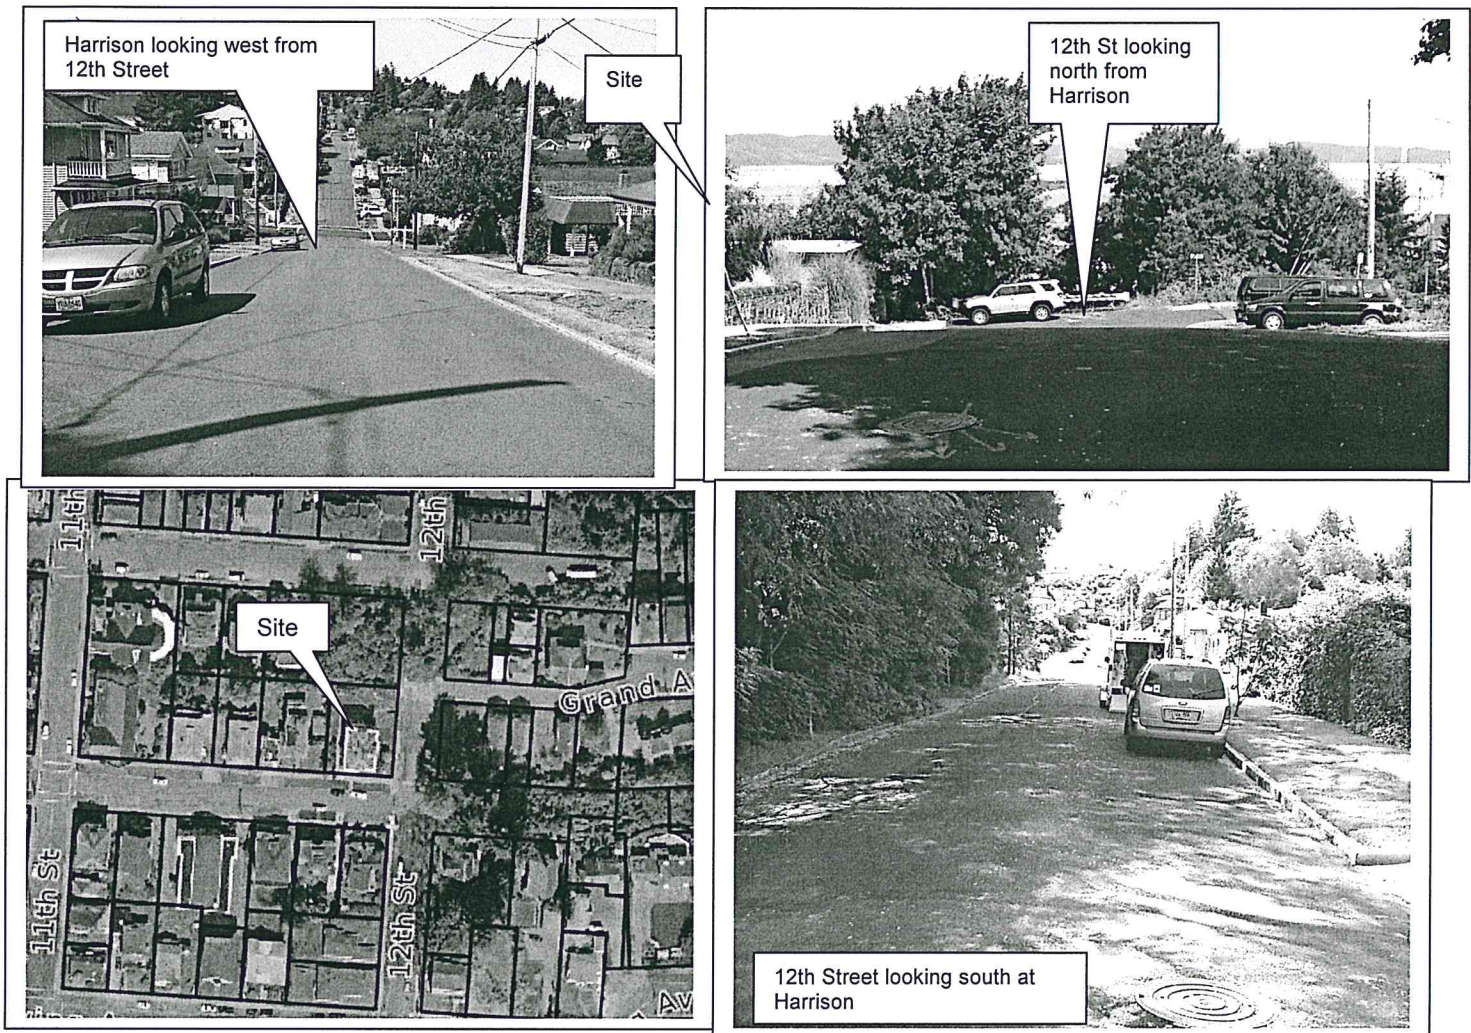 Harrison looking west from
12th Street
Site
12th St looking
north from
Harrison
11th
12th
Site
Grand A
11th St
12th St
Av
12th Street looking south at
Harrison